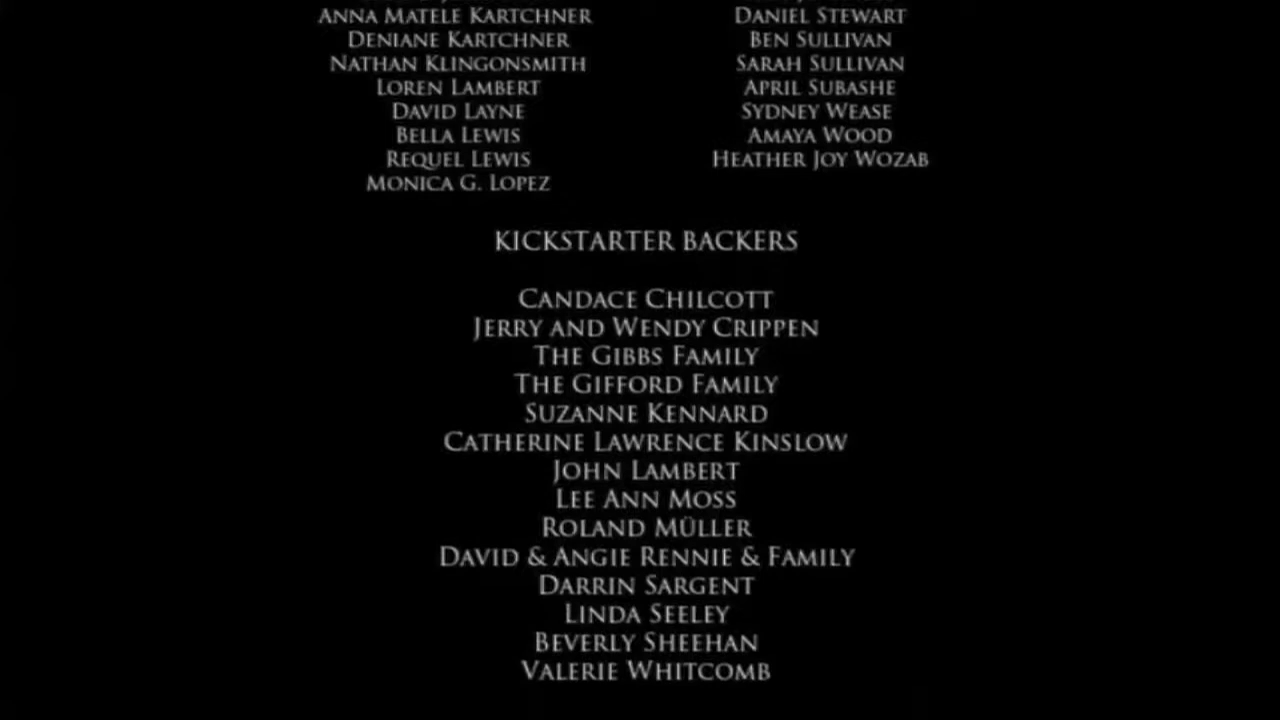 ANNA MATELE KARTCHNER
DENIANE KARTCHNER
NATHAN KLINGONSMITH
LOREN LAMBERT
DAVID LAYNE
BELLA LEWIS
REQUEL LEWIS
MONICA G. LOPEZ
DANIEL STEWART
BEN SULLIVAN
SARAH SULLIVAN
APRIL SUBASHE
SYDNEY WEASE
AMAYA WOOD
HEATHER JOY WOZAB
KICKSTARTER BACKERS
CANDACE CHILCOTT
JERRY AND WENDY CRIPPEN
THE GIBBS FAMILY
THE GIFFORD FAMILY
SUZANNE KENNARD
CATHERINE LAWRENCE KINSLOW
JOHN LAMBERT
LEE ANN MOSS
ROLAND MÜLLER
DAVID & ANGIE RENNIE & FAMILY
DARRIN SARGENT
LINDA SEELEY
BEVERLY SHEEHAN
VALERIE WHITCOMB